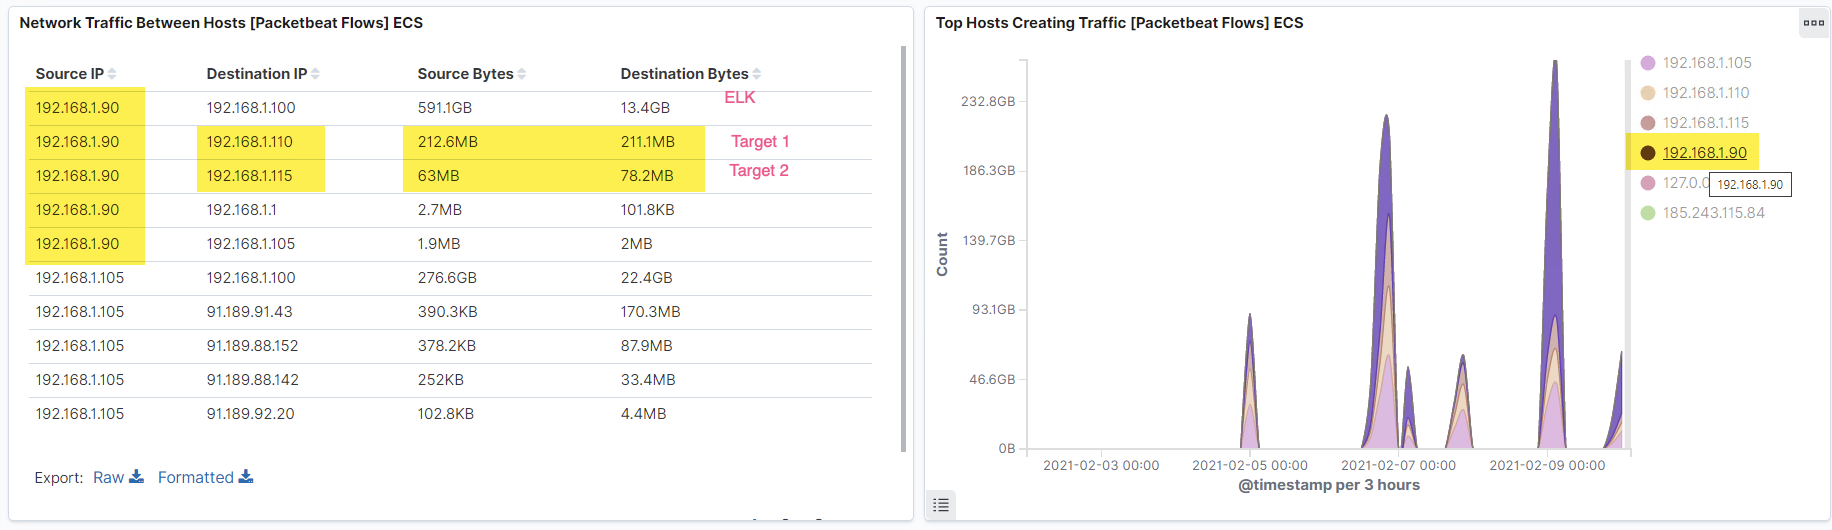 Network Traffic Between Hosts [Packetbeat Flows] ECS
Source IP Destination IP Source Bytes Destination Bytes
ELK
192.168.1.90 192.168.1.100 591.1GB 13.4GB
192.168.1.90 192.168.1.110 212.6MB 211.1MB Target 1
192.168.1.90 192.168.1.115 63MB 78.2MB Target 2
192.168.1.90 192.168.1.1 2.7MB 101.8KB
192.168.1.90 192.168.1.105 1.9MB 2MB
192.168.1.105 192.168.1.100 276.6GB 22.4GB
192.168.1.105 91.189.91.43 390.3KB 170.3MB
192.168.1.105 91.189.88.152 378.2KB 87.9MB
192.168.1.105 91.189.88.142 252KB 33.4MB
192.168.1.105 91.189.92.20 102.8KB 4.4MB
Export: Raw Formatted
Top Hosts Creating Traffic [Packetbeat Flows] ECS
232.8GB
186.3GB
139.7GB
93.1GB
46.6GB
0B
Count
2021-02-03 00:00 2021-02-05 00:00 2021-02-07 00:00 2021-02-09 00:00
@timestamp per 3 hours
192.168.1.105
192.168.1.110
192.168.1.115
192.168.1.90
127.0.0
192.168.1.90
185.243.115.84